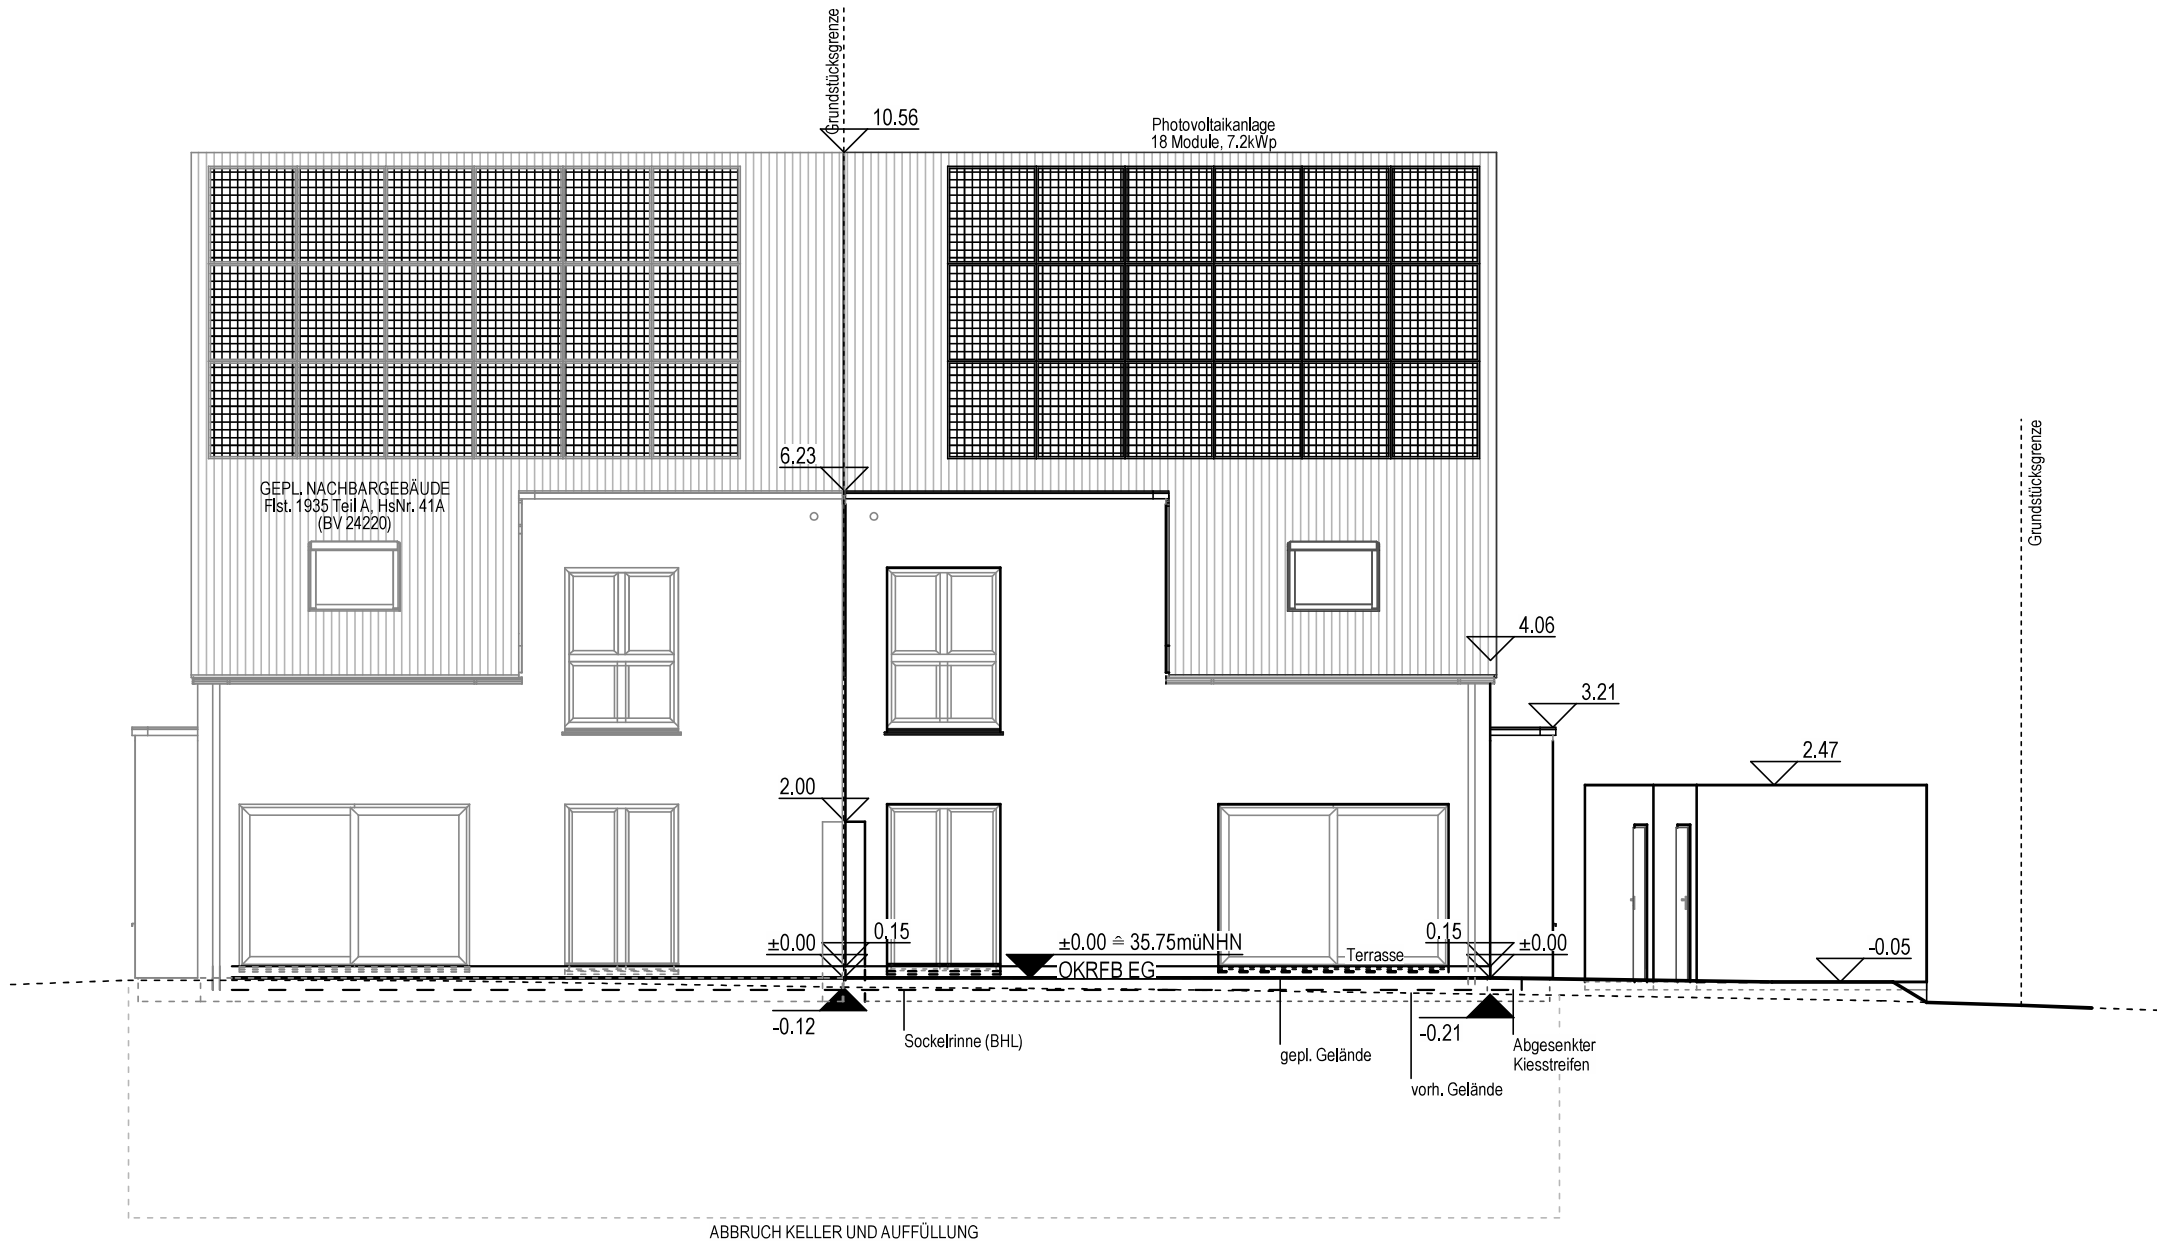 Grundstücksgrenze
10.56
Photovoltaikanlage
18 Module, 7.2kWp
Grundstücksgrenze
6.23
GEPL. NACHBARGEBÄUDE
Flst. 1935 Teil A, HsNr. 41A
(BV 24220)
4.06
3.21
2.47
2.00
±0.00
0.15
±0.00 ≙ 35.75müNHN
OKRFB EG
Terrasse
0.15
±0.00
-0.05
-0.12
Sockelrinne (BHL)
gepl. Gelände
-0.21
vorh. Gelände
Abgesenkter
Kiesstreifen
ABBRUCH KELLER UND AUFFÜLLUNG